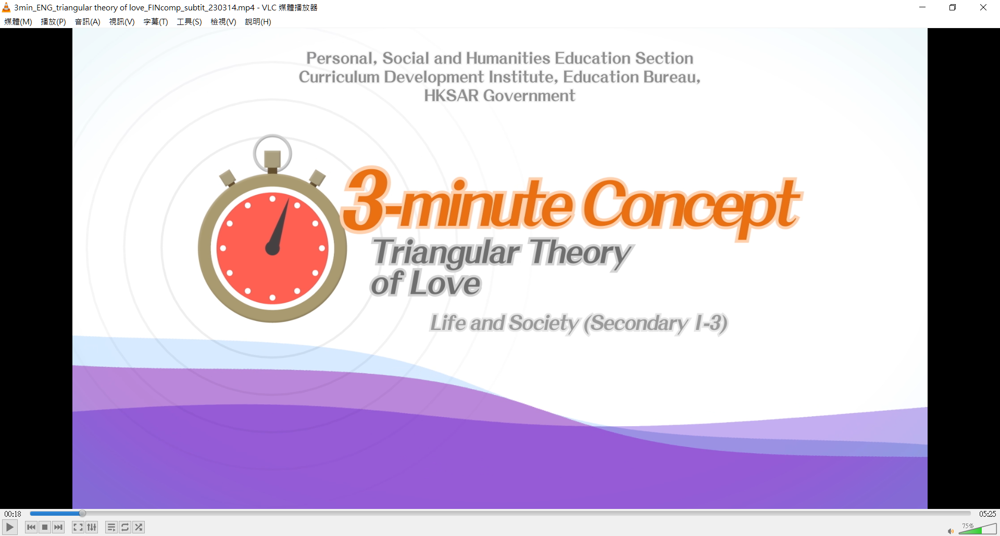 3min_ENG_triangular theory of love_FINcomp_subtit_230314.mp4 - VLC 媒體播放器
媒體(M) 播放(P) 音訊(A) 視訊(V) 字幕(T) 工具(S) 檢視(V) 說明(H)
Personal, Social and Humanities Education Section
Curriculum Development Institute, Education Bureau,
HKSAR Government
3-minute Concept
Triangular Theory
of Love
Life and Society (Secondary 1-3)
00:18 05:25
75%